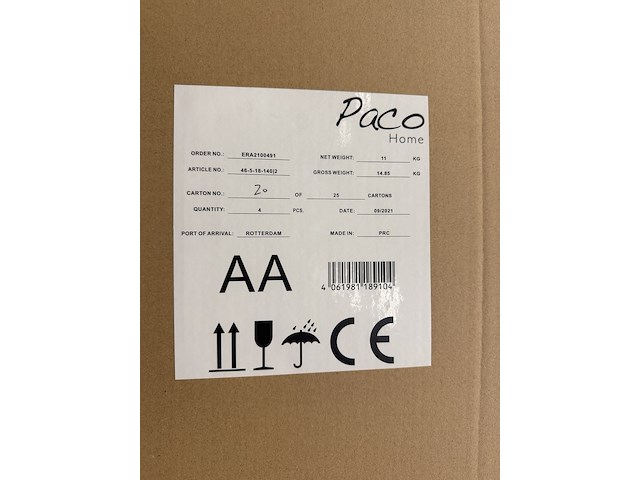 Paco
Home
ORDER NO.: ERA2100491
NET WEIGHT: 11 KG
ARTICLE NO.: 46-5-18-140|2
GROSS WEIGHT: 14.85 KG
CARTON NO.: 20 OF 25 CARTONS
QUANTITY: 4 PCS.
DATE: 09/2021
PORT OF ARRIVAL: ROTTERDAM
MADE IN: PRC
AA
4 061981 189104
CE